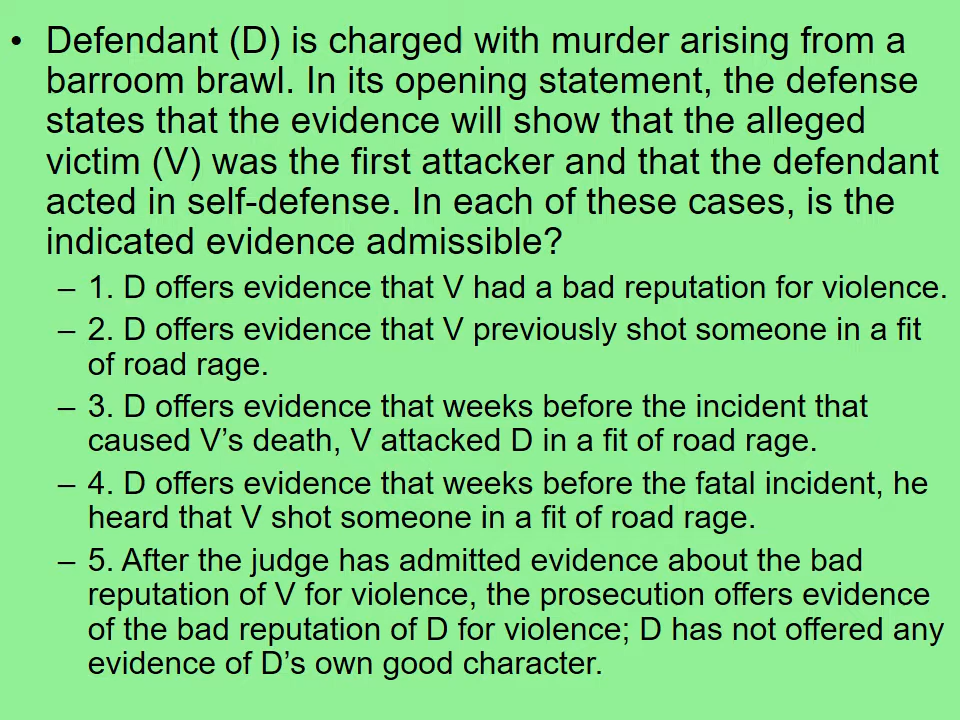 • Defendant (D) is charged with murder arising from a
barroom brawl. In its opening statement, the defense
states that the evidence will show that the alleged
victim (V) was the first attacker and that the defendant
acted in self-defense. In each of these cases, is the
indicated evidence admissible?
– 1. D offers evidence that V had a bad reputation for violence.
– 2. D offers evidence that V previously shot someone in a fit
of road rage.
– 3. D offers evidence that weeks before the incident that
caused V’s death, V attacked D in a fit of road rage.
– 4. D offers evidence that weeks before the fatal incident, he
heard that V shot someone in a fit of road rage.
– 5. After the judge has admitted evidence about the bad
reputation of V for violence, the prosecution offers evidence
of the bad reputation of D for violence; D has not offered any
evidence of D’s own good character.